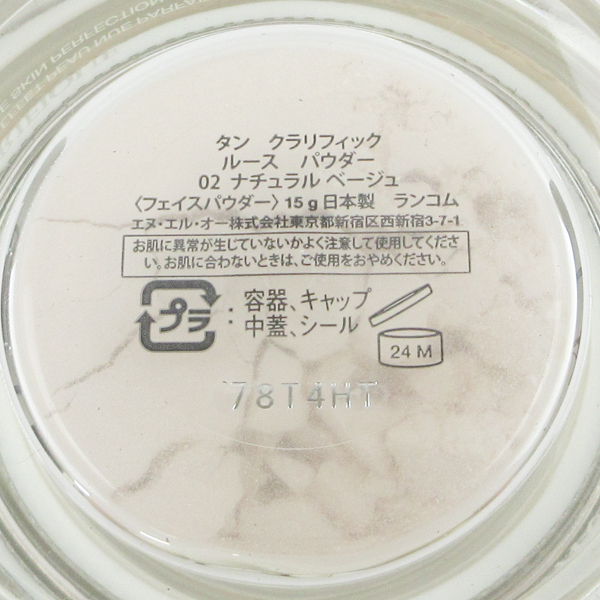 タン クラリフィック
ルース パウダー
02 ナチュラル ベージュ
〈フェイスパウダー〉15g日本製 ランコム
エヌ・エル・オー株式会社東京都新宿区西新宿3-7-1
お肌に異常が生じていないかよく注意して使用してくださ
い。お肌に合わないときは、ご使用をおやめください。
プラ : 容器、キャップ
中蓋、シール
24 M
78T4HT